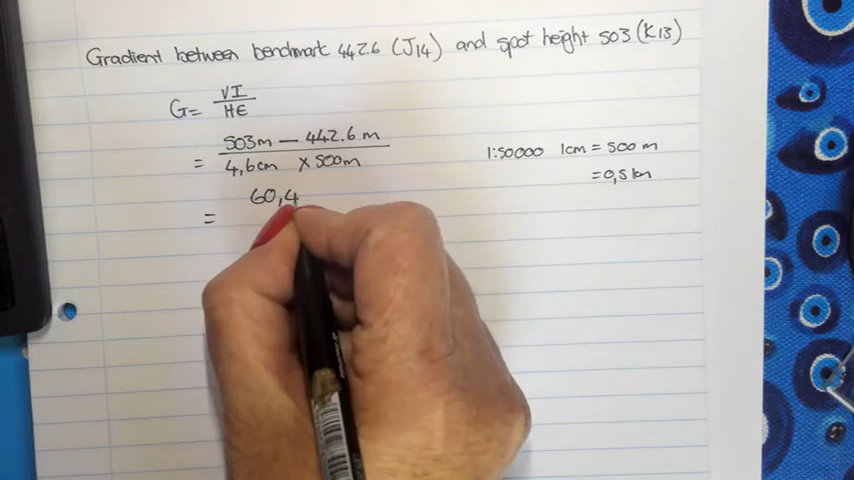 Gradient between benchmark 442.6 (J14) and spot height 503 (K13)
G= VI
HE
503m — 442.6 m
= 4,6cm × 500m
1:50000 1cm = 500 m
= 0,5 km
60,4
=